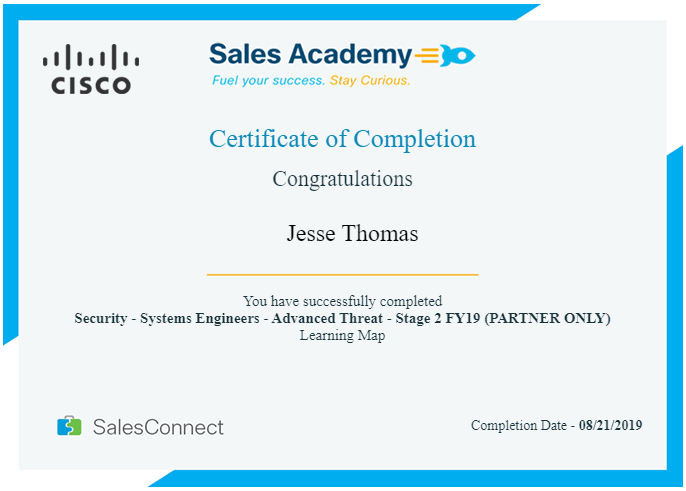 CISCO
Sales Academy
Fuel your success. Stay Curious.
Certificate of Completion
Congratulations
Jesse Thomas
You have successfully completed
Security - Systems Engineers - Advanced Threat - Stage 2 FY19 (PARTNER ONLY)
Learning Map
SalesConnect
Completion Date - 08/21/2019